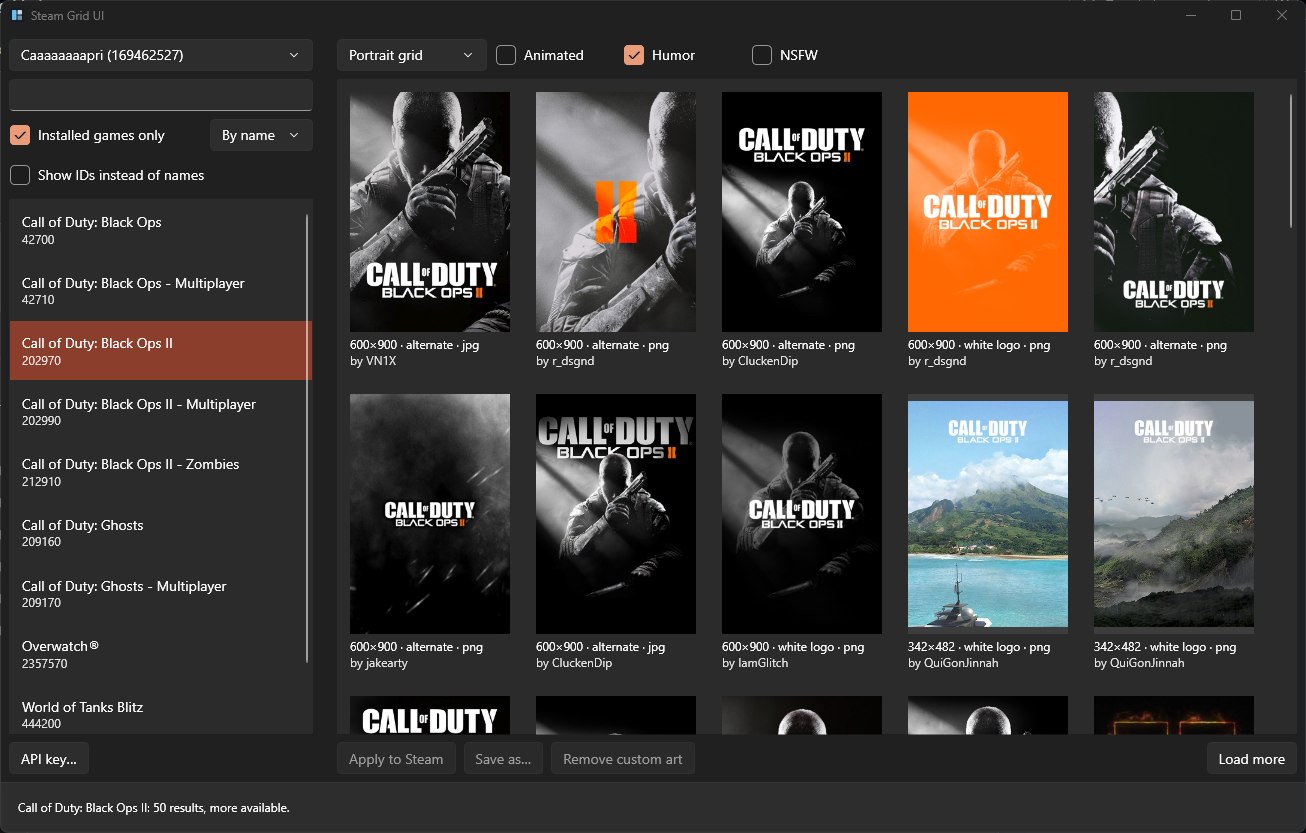 Steam Grid UI
Caaaaaaaapri (169462527)
Portrait grid
Animated
Humor
NSFW
Installed games only
By name
Show IDs instead of names
Call of Duty: Black Ops
42700
Call of Duty: Black Ops - Multiplayer
42710
Call of Duty: Black Ops II
202970
Call of Duty: Black Ops II - Multiplayer
202990
Call of Duty: Black Ops II - Zombies
212910
Call of Duty: Ghosts
209160
Call of Duty: Ghosts - Multiplayer
209170
Overwatch®
2357570
World of Tanks Blitz
444200
API key...
CALL OF DUTY
BLACK OPS II
600×900 · alternate · jpg
by VN1X
II
600×900 · alternate · png
by r_dsgnd
CALL OF DUTY
BLACK OPS II
600×900 · alternate · png
by CluckenDip
CALL OF DUTY
BLACK OPS II
600×900 · white logo · png
by r_dsgnd
CALL OF DUTY
BLACK OPS II
600×900 · alternate · png
by r_dsgnd
CALL OF DUTY
BLACK OPS II
600×900 · alternate · png
by jakearty
CALL OF DUTY
BLACK OPS II
600×900 · alternate · jpg
by CluckenDip
CALL OF DUTY
BLACK OPS II
600×900 · white logo · png
by IamGlitch
CALL OF DUTY
BLACK OPS II
342×482 · white logo · png
by QuiGonJinnah
CALL OF DUTY
BLACK OPS II
342×482 · white logo · png
by QuiGonJinnah
CALL OF DUTY
Apply to Steam
Save as...
Remove custom art
Load more
Call of Duty: Black Ops II: 50 results, more available.